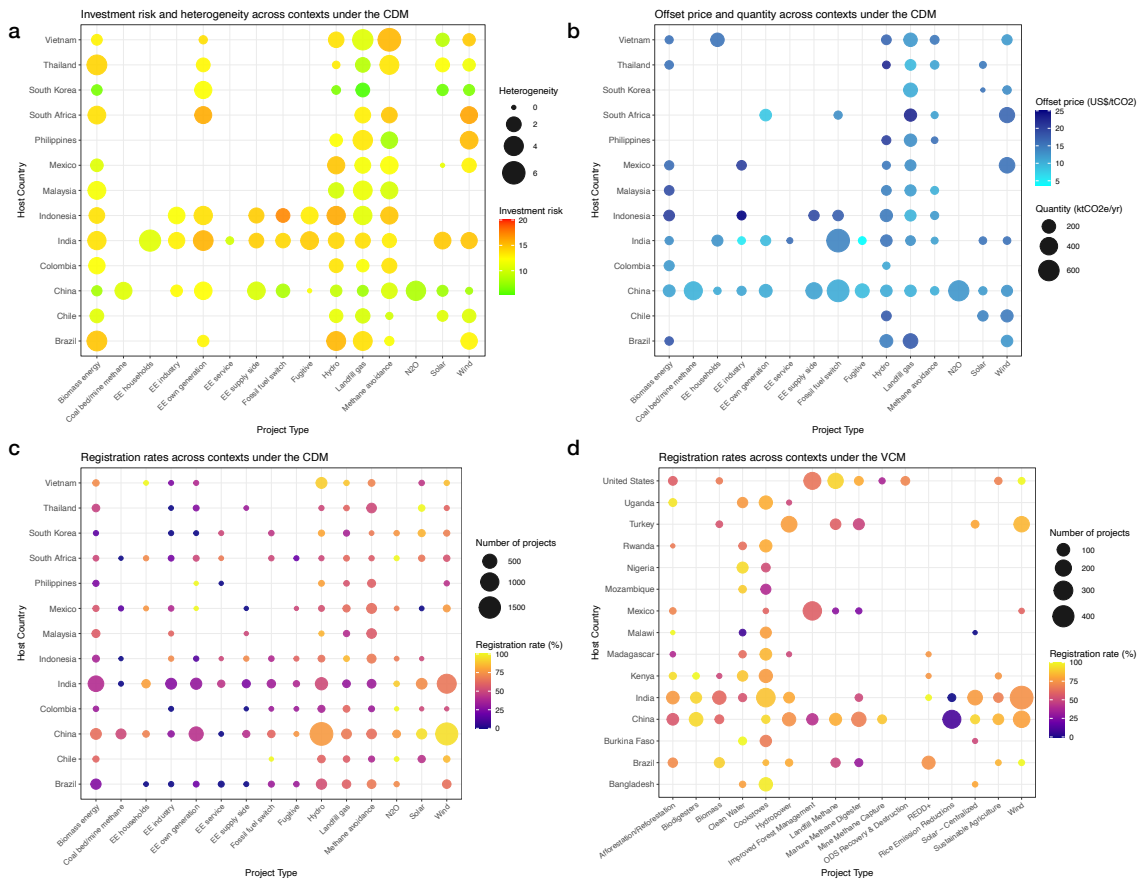 a
Investment risk and heterogeneity across contexts under the CDM
Host Country
Vietnam
Thailand
South Korea
South Africa
Philippines
Mexico
Malaysia
Indonesia
India
Colombia
China
Chile
Brazil
Biomass energy
Coal bed/mine methane
EE households
EE industry
EE own generation
EE service
EE supply side
Fossil fuel switch
Fugitive
Hydro
Landfill gas
Methane avoidance
N2O
Solar
Wind
Project Type
Heterogeneity
0
2
4
6
Investment risk
20
15
10
b
Offset price and quantity across contexts under the CDM
Host Country
Vietnam
Thailand
South Korea
South Africa
Philippines
Mexico
Malaysia
Indonesia
India
Colombia
China
Chile
Brazil
Biomass energy
Coal bed/mine methane
EE households
EE industry
EE own generation
EE service
EE supply side
Fossil fuel switch
Fugitive
Hydro
Landfill gas
Methane avoidance
N2O
Solar
Wind
Project Type
Offset price (US$/tCO2)
25
20
15
10
5
Quantity (ktCO2e/yr)
200
400
600
c
Registration rates across contexts under the CDM
Host Country
Vietnam
Thailand
South Korea
South Africa
Philippines
Mexico
Malaysia
Indonesia
India
Colombia
China
Chile
Brazil
Biomass energy
Coal bed/mine methane
EE households
EE industry
EE own generation
EE service
EE supply side
Fossil fuel switch
Fugitive
Hydro
Landfill gas
Methane avoidance
N2O
Solar
Wind
Project Type
Number of projects
500
1000
1500
Registration rate (%)
100
75
50
25
0
d
Registration rates across contexts under the VCM
Host Country
United States
Uganda
Turkey
Rwanda
Nigeria
Mozambique
Mexico
Malawi
Madagascar
Kenya
India
China
Burkina Faso
Brazil
Bangladesh
Afforestation/Reforestation
Biodigesters
Biomass
Clean Water
Cookstoves
Hydropower
Improved Forest Management
Landfill Methane
Manure Methane Digester
Mine Methane Capture
ODS Recovery & Destruction
REDD+
Rice Emission Reductions
Solar − Centralized
Sustainable Agriculture
Wind
Project Type
Number of projects
100
200
300
400
Registration rate (%)
100
75
50
25
0